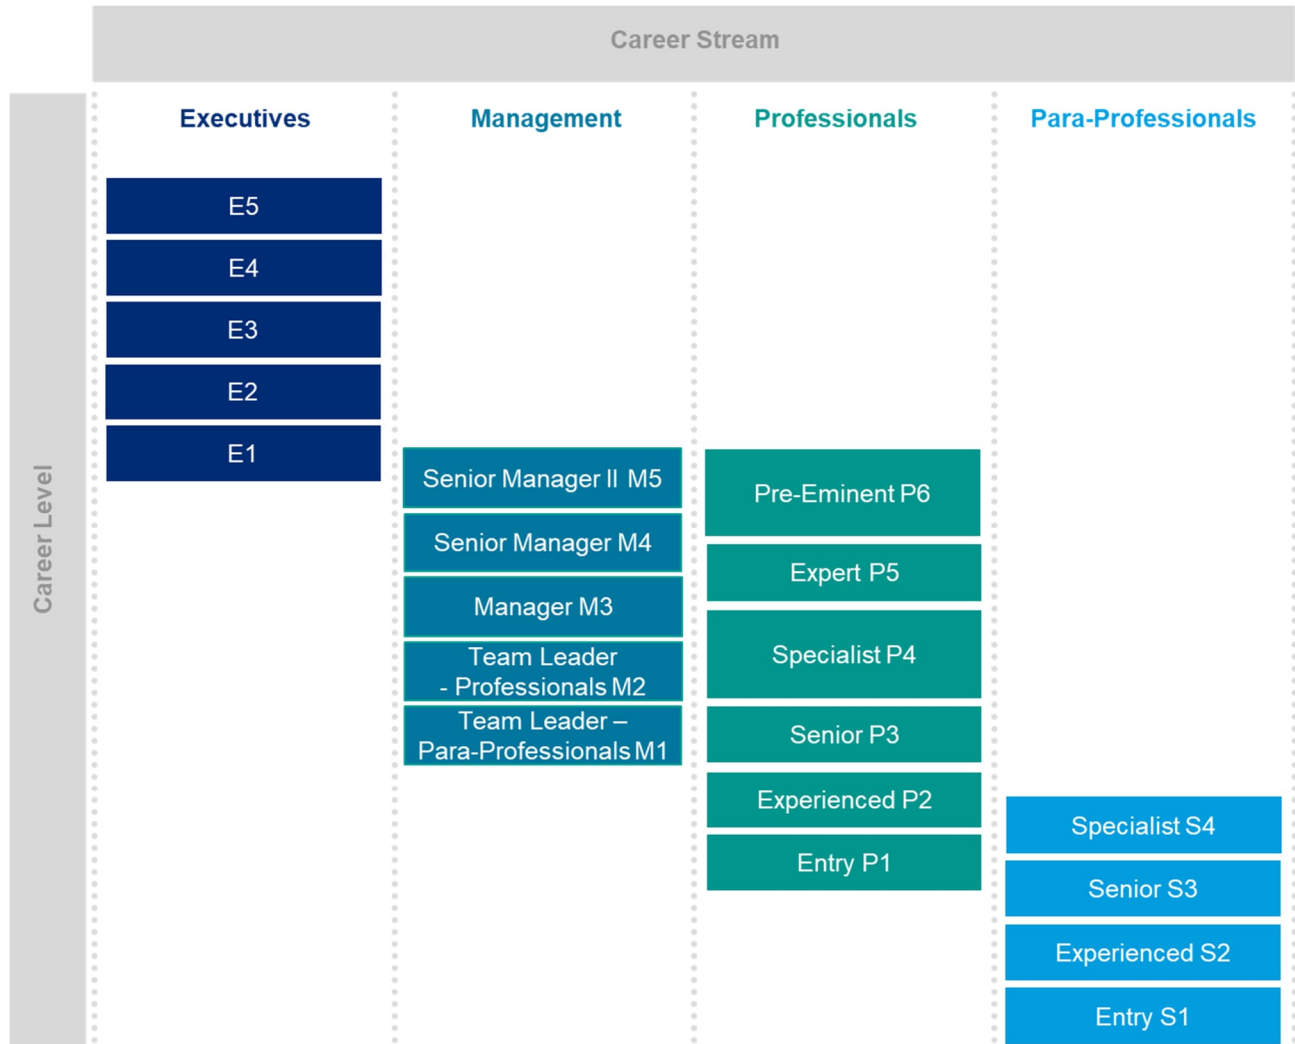 Career Stream
Career Level
Executives
Management
Professionals
Para-Professionals
E5
E4
E3
E2
E1
Senior Manager II M5
Senior Manager M4
Manager M3
Team Leader
- Professionals M2
Team Leader –
Para-Professionals M1
Pre-Eminent P6
Expert P5
Specialist P4
Senior P3
Experienced P2
Entry P1
Specialist S4
Senior S3
Experienced S2
Entry S1